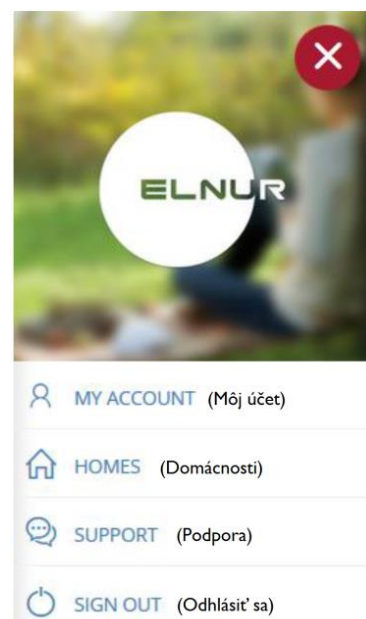 ELNUR
MY ACCOUNT (Môj účet)
HOMES (Domácnosti)
SUPPORT (Podpora)
SIGN OUT (Odhlásiť sa)